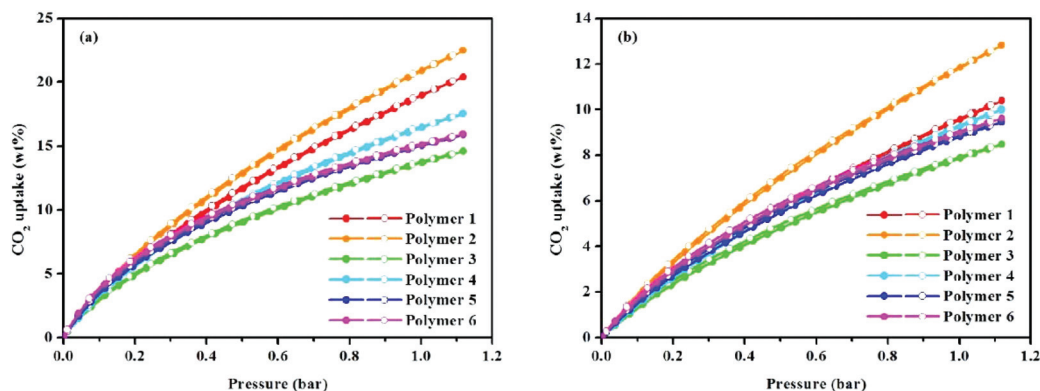 (a)
CO2 uptake (wt%)
25
20
15
10
5
0
Polymer 1
Polymer 2
Polymer 3
Polymer 4
Polymer 5
Polymer 6
0.0 0.2 0.4 0.6 0.8 1.0 1.2
Pressure (bar)
(b)
CO2 uptake (wt%)
14
12
10
8
6
4
2
0
Polymer 1
Polymer 2
Polymer 3
Polymer 4
Polymer 5
Polymer 6
0.0 0.2 0.4 0.6 0.8 1.0 1.2
Pressure (bar)